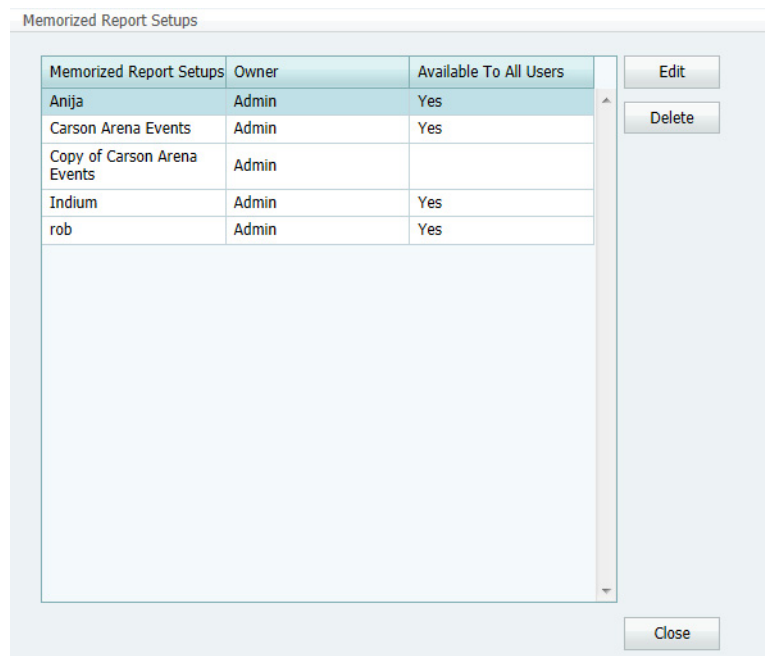 Memorized Report Setups
Memorized Report Setups Owner Available To All Users
Edit
Anija Admin Yes
Delete
Carson Arena Events Admin Yes
Copy of Carson Arena
Events
Admin
Indium Admin Yes
rob Admin Yes
Close